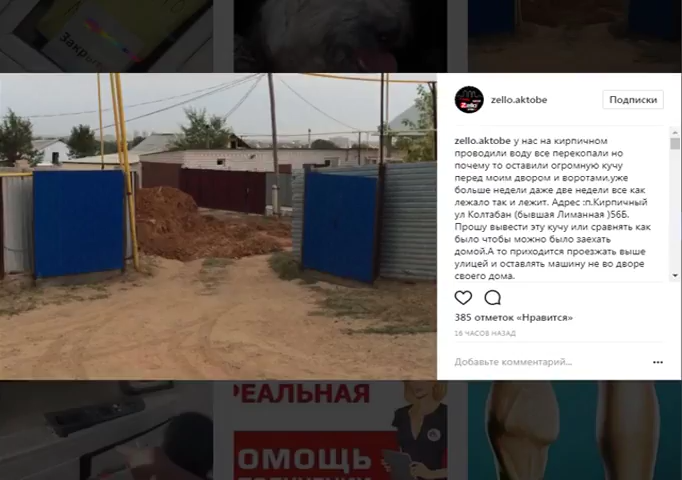 Закры
zello.aktobe
Подписки
zello.aktobe у нас на кирпичном
проводили воду все перекопали но
почему то оставили огромную кучу
перед моим двором и воротами.уже
больше недели даже две недели все как
лежало так и лежит. Адрес :п.Кирпичный
ул Колтабан (бывшая Лиманная )56Б.
Прошу вывести эту кучу или сравнять как
было чтобы можно было заехать
домой.А то приходится проезжать выше
улицей и оставлять машину не во дворе
своего дома.
385 отметок «Нравится»
16 ЧАСОВ НАЗАД
Добавьте комментарий...
РЕАЛЬНАЯ
ОМОЩЬ